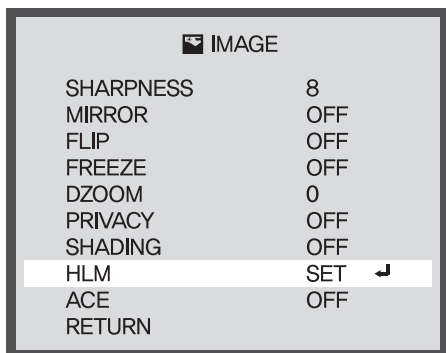 IMAGE
SHARPNESS 8
MIRROR OFF
FLIP OFF
FREEZE OFF
DZOOM 0
PRIVACY OFF
SHADING OFF
HLM SET ↵
ACE OFF
RETURN